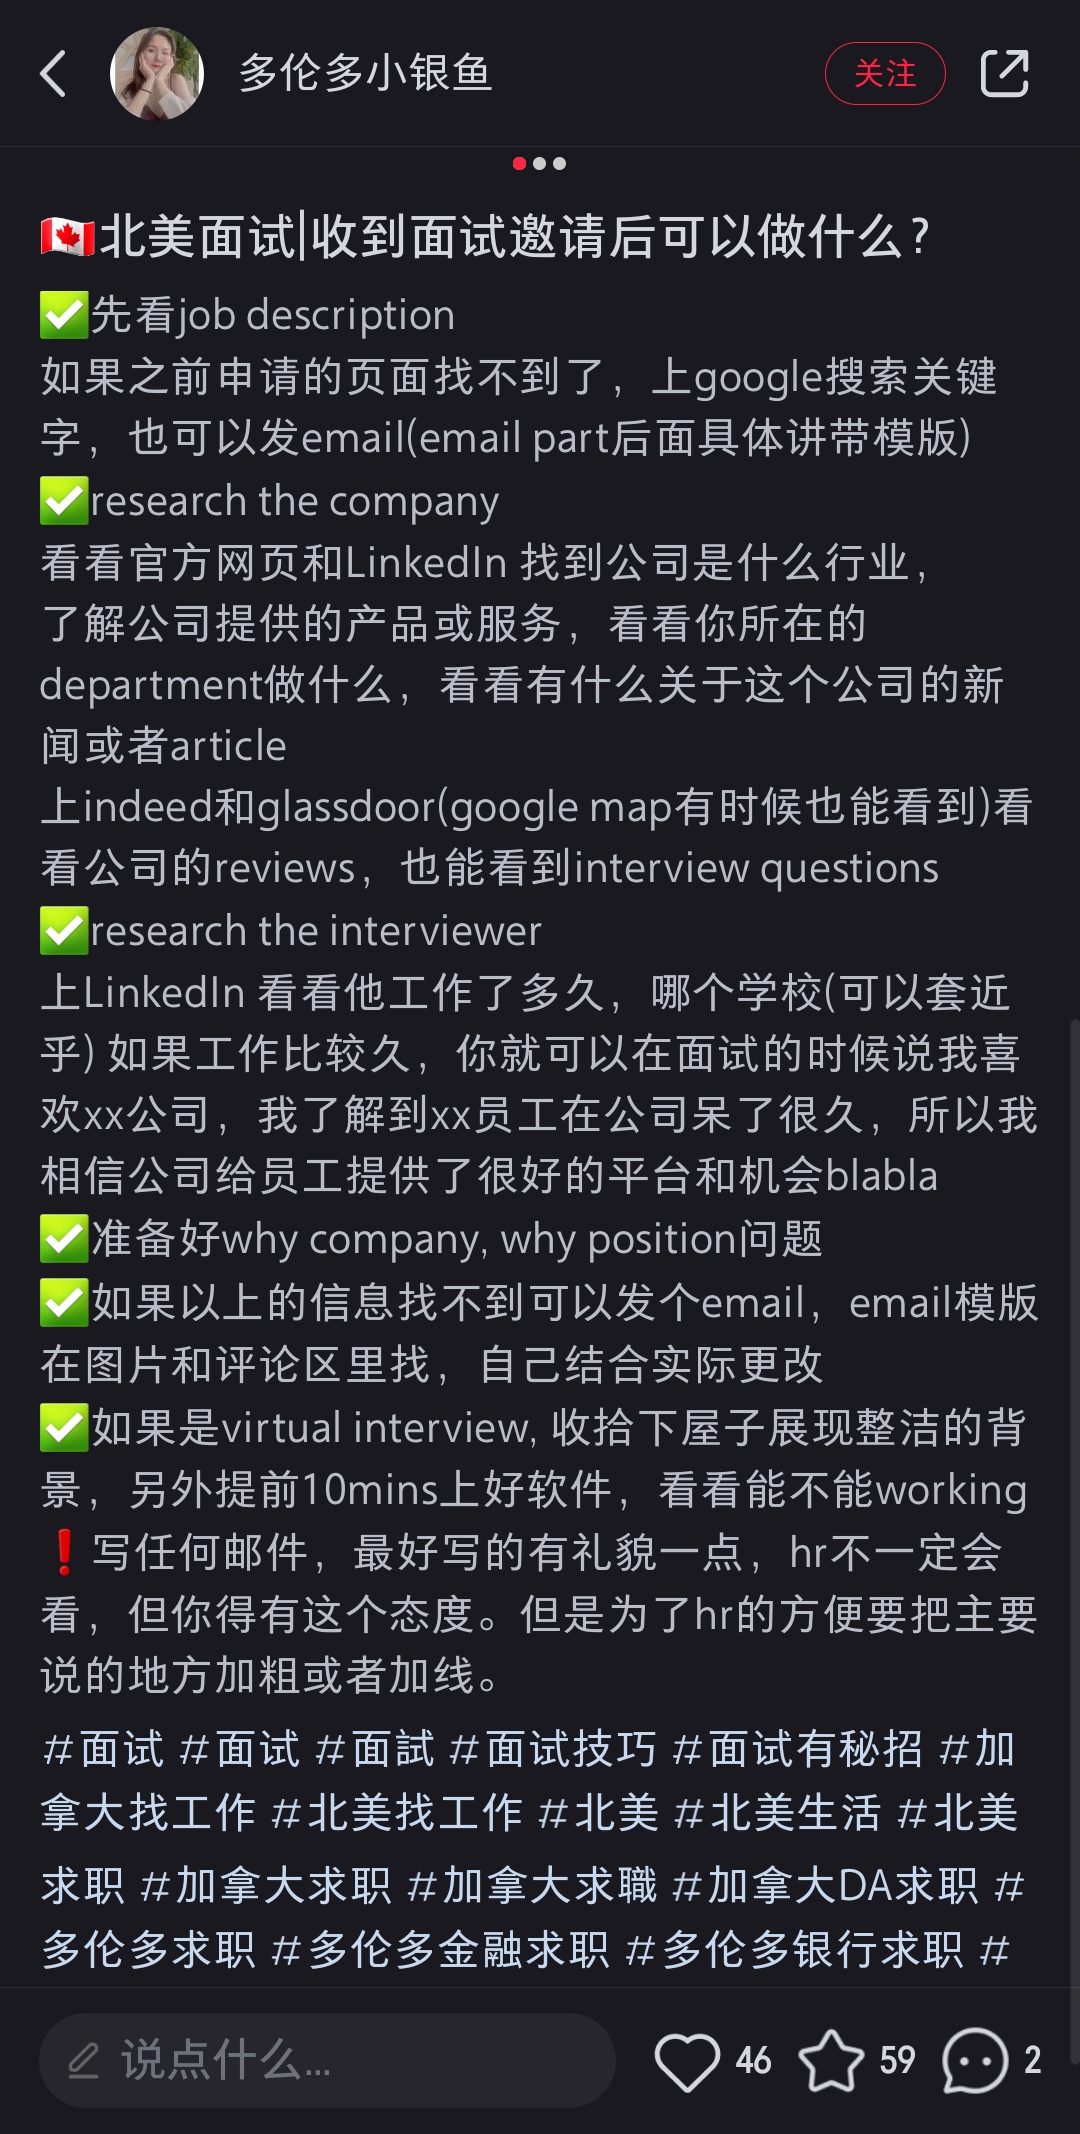 多伦多小银鱼
关注
🇨🇦北美面试|收到面试邀请后可以做什么?
✅先看job description
如果之前申请的页面找不到了，上google搜索关键
字，也可以发email(email part后面具体讲带模版)
✅research the company
看看官方网页和LinkedIn 找到公司是什么行业，
了解公司提供的产品或服务，看看你所在的
department做什么，看看有什么关于这个公司的新
闻或者article
上indeed和glassdoor(google map有时候也能看到)看
看公司的reviews，也能看到interview questions
✅research the interviewer
上LinkedIn 看看他工作了多久，哪个学校(可以套近
乎) 如果工作比较久，你就可以在面试的时候说我喜
欢xx公司，我了解到xx员工在公司呆了很久，所以我
相信公司给员工提供了很好的平台和机会blabla
✅准备好why company, why position问题
✅如果以上的信息找不到可以发个email，email模版
在图片和评论区里找，自己结合实际更改
✅如果是virtual interview, 收拾下屋子展现整洁的背
景，另外提前10mins上好软件，看看能不能working
❗写任何邮件，最好写的有礼貌一点，hr不一定会
看，但你得有这个态度。但是为了hr的方便要把主要
说的地方加粗或者加线。
#面试 #面试 #面試 #面试技巧 #面试有秘招 #加
拿大找工作 #北美找工作 #北美 #北美生活 #北美
求职 #加拿大求职 #加拿大求職 #加拿大DA求职 #
多伦多求职 #多伦多金融求职 #多伦多银行求职 #
说点什么...
46
59
2